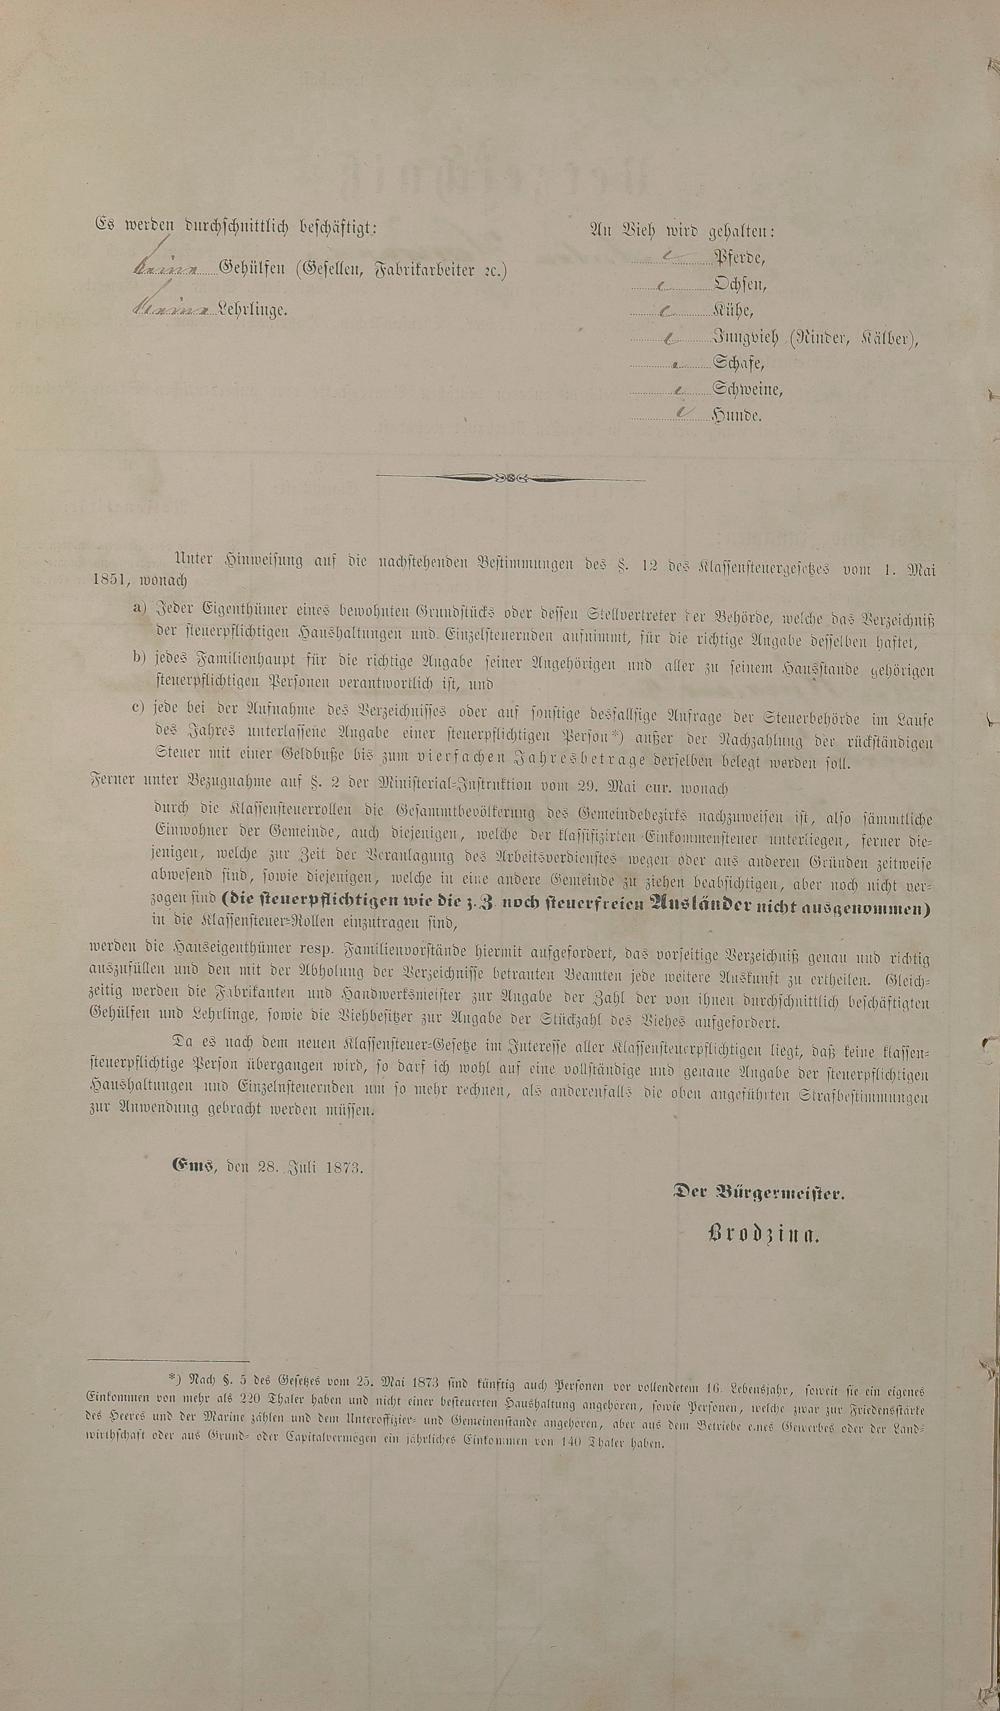 Es werden durchschnittlich beschäftigt:
keine Gehülfen (Gesellen, Fabrikarbeiter ꝛc.)
keine Lehrlinge.
An Vieh wird gehalten:
Pferde,
Ochsen,
Kühe,
Jungvieh (Rinder, Kälber),
Schafe,
Schweine,
Hunde.
Unter Hinweisung auf die nachstehenden Bestimmungen des §. 12 des Klassensteuergesetzes vom 1. Mai
1851, wonach
a) Jeder Eigenthümer eines bewohnten Grundstücks oder dessen Stellvertreter der Behörde, welche das Verzeichniß
der steuerpflichtigen Haushaltungen und Einzelsteuernden aufnimmt, für die richtige Angabe desselben haftet,
b) jedes Familienhaupt für die richtige Angabe seiner Angehörigen und aller zu seinem Hausstande gehörigen
steuerpflichtigen Personen verantwortlich ist, und
c) jede bei der Aufnahme des Verzeichnisses oder auf sonstige desfallsige Anfrage der Steuerbehörde im Laufe
des Jahres unterlassene Angabe einer steuerpflichtigen Person*) außer der Nachzahlung der rückständigen
Steuer mit einer Geldbuße bis zum vierfachen Jahresbetrage derselben belegt werden soll.
Ferner unter Bezugnahme auf §. 2 der Ministerial-Instruktion vom 29. Mai cur. wonach
durch die Klassensteuerrollen die Gesammtbevölkerung des Gemeindebezirks nachzuweisen ist, also sämmtliche
Einwohner der Gemeinde, auch diejenigen, welche der klassifizirten Einkommensteuer unterliegen, ferner die-
jenigen, welche zur Zeit der Veranlagung des Arbeitsverdienstes wegen oder aus anderen Gründen zeitweise
abwesend sind, sowie diejenigen, welche in eine andere Gemeinde zu ziehen beabsichtigen, aber noch nicht ver-
zogen sind (die steuerpflichtigen wie die z. Z. noch steuerfreien Ausländer nicht ausgenommen)
in die Klassensteuer-Rollen einzutragen sind,
werden die Hauseigenthümer resp. Familienvorstände hiermit aufgefordert, das vorseitige Verzeichniß genau und richtig
auszufüllen und den mit der Abholung der Verzeichnisse betrauten Beamten jede weitere Auskunft zu ertheilen. Gleich-
zeitig werden die Fabrikanten und Handwerksmeister zur Angabe der Zahl der von ihnen durchschnittlich beschäftigten
Gehülfen und Lehrlinge, sowie die Viehbesitzer zur Angabe der Stückzahl des Viehes aufgefordert.
Da es nach dem neuen Klassensteuer-Gesetze im Interesse aller Klassensteuerpflichtigen liegt, daß keine klassen-
steuerpflichtige Person übergangen wird, so darf ich wohl auf eine vollständige und genaue Angabe der steuerpflichtigen
Haushaltungen und Einzelnsteuernden um so mehr rechnen, als anderenfalls die oben angeführten Strafbestimmungen
zur Anwendung gebracht werden müssen.
Ems, den 28. Juli 1873.
Der Bürgermeister.
Brodzina.
*) Nach §. 5 des Gesetzes vom 25. Mai 1873 sind künftig auch Personen vor vollendetem 16. Lebensjahr, soweit sie ein eigenes
Einkommen von mehr als 220 Thaler haben und nicht einer besteuerten Haushaltung angehören, sowie Personen, welche zwar zur Friedensstärke
des Heeres und der Marine zählen und dem Unteroffizier- und Gemeinenstande angehören, aber aus dem Betriebe eines Gewerbes oder der Land-
wirthschaft oder aus Grund- oder Capitalvermögen ein jährliches Einkommen von 140 Thaler haben.